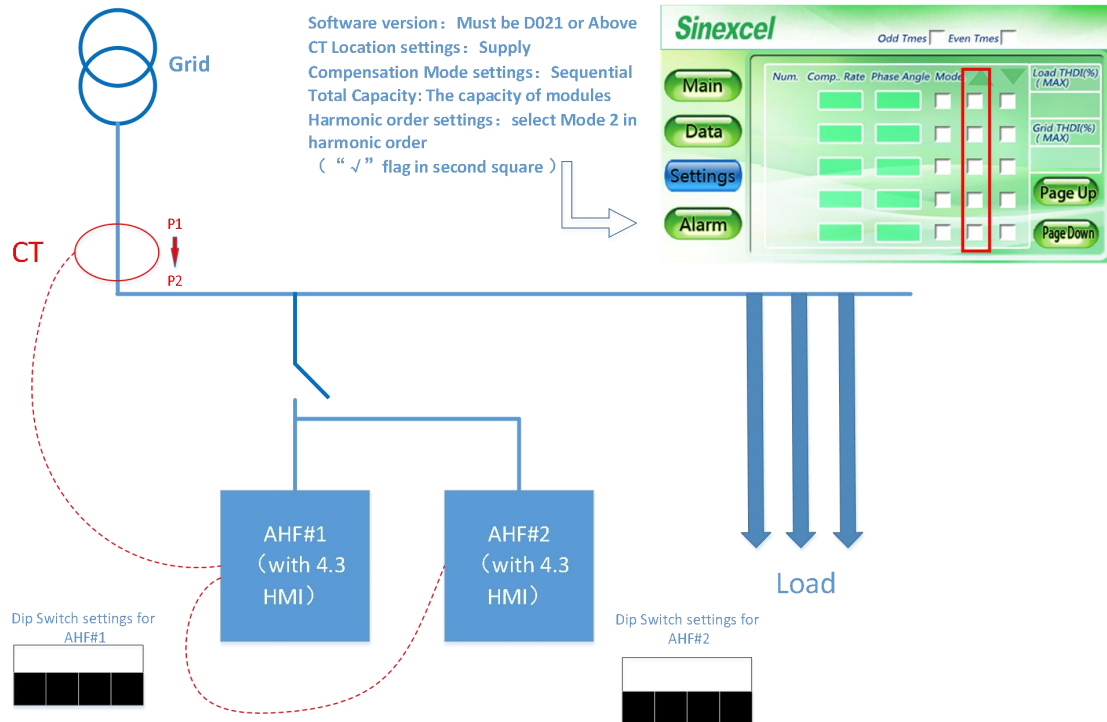 Grid
Software version：Must be D021 or Above
CT Location settings：Supply
Compensation Mode settings：Sequential
Total Capacity: The capacity of modules
Harmonic order settings：select Mode 2 in
harmonic order
（ “√” flag in second square ）
Sinexcel
Odd Tmes Even Tmes
Main
Data
Settings
Alarm
Num. Comp.. Rate Phase Angle Mode
Load THDI(%)
( MAX)
Grid THDI(%)
( MAX)
Page Up
Page Down
CT
P1
P2
AHF#1
（with 4.3
HMI）
AHF#2
（with 4.3
HMI）
Load
Dip Switch settings for
AHF#1
Dip Switch settings for
AHF#2